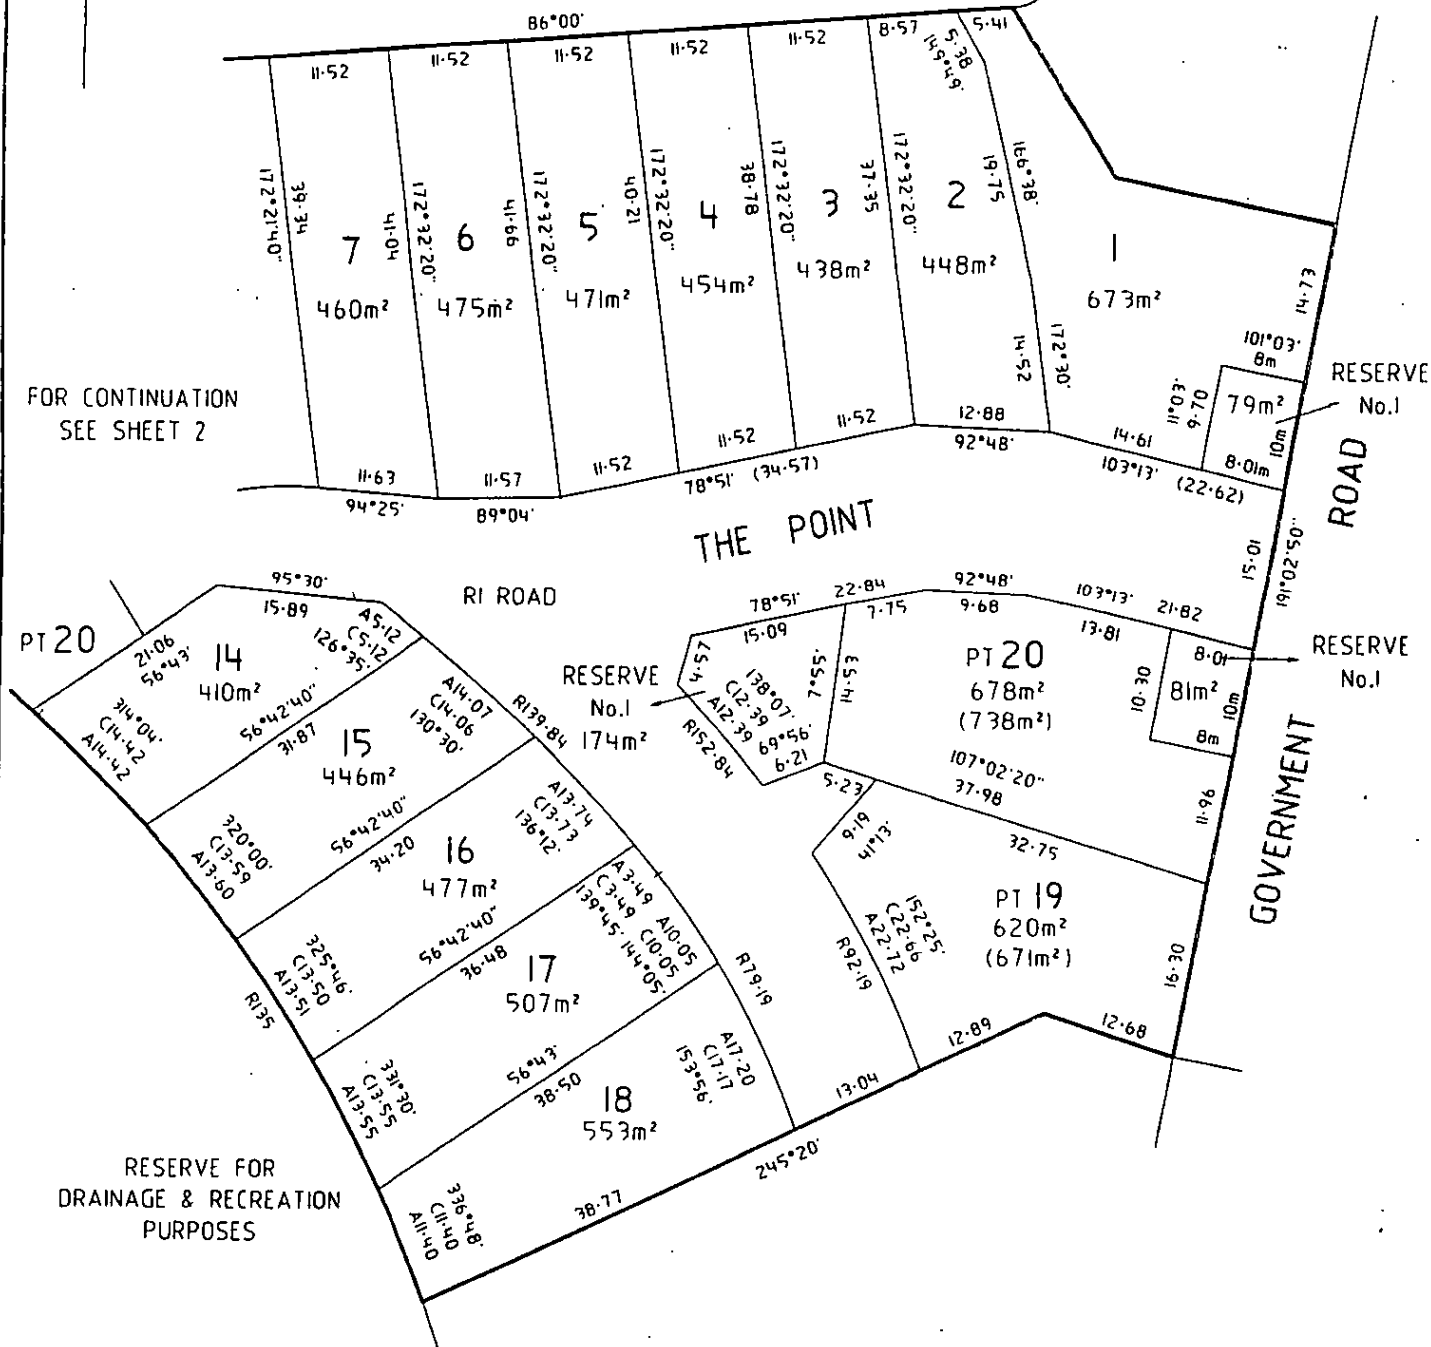 86°00'
11·52
11·52
11·52
11·52
11·52
8·57
5·41
5·38
149°49'
172°21'40"
39·34
7
460m²
41·04
172°32'20"
6
475m²
41·66
172°32'20"
5
471m²
40·21
172°32'20"
4
454m²
38·78
172°32'20"
3
438m²
37·35
172°32'20"
2
448m²
19·75
166°38'
14·52
172°30'
1
673m²
14·73
101°03'
8m
11°03'
9·70
79m²
10m
8·01m
RESERVE
No.1
FOR CONTINUATION
SEE SHEET 2
11·63
94°25'
11·57
89°04'
11·52
11·52
11·52
78°51' (34·57)
12·88
92°48'
14·61
103°13' (22·62)
THE POINT
R1 ROAD
10·51
191°02'50"
GOVERNMENT ROAD
PT 20
95°30'
15·89
A5·12
C5·12
126°35'
21·06
56°43'
14
410m²
314°04'
C14·42
A14·42
56°42'40"
31·87
A14·07
C14·06
130°30'
R139·84
15
446m²
320°00'
C13·59
A13·60
56°42'40"
34·20
A13·74
C13·73
136°12'
16
477m²
325°46'
C13·50
A13·51
R135
56°42'40"
36·48
A3·49
C3·49
139°45'
A10·05
C10·05
144°05'
R79·19
17
507m²
331°30'
C13·55
A13·55
56°43'
38·50
A17·20
C17·17
153°56'
18
553m²
336°48'
C11·40
A11·40
38·77
245°20'
13·04
12·89
12·68
RESERVE FOR
DRAINAGE & RECREATION
PURPOSES
RESERVE
No.1
174m²
4·57
78°51'
22·84
15·09
7·75
138°07'
C12·39
A12·39
R152·84
69°56'
6·21
7°55'
14·53
92°48'
9·68
103°13'
21·82
13·81
PT 20
678m²
(738m²)
10·30
8·01
81m²
10m
8m
RESERVE
No.1
107°02'20"
37·98
5·23
32·75
11·96
9·19
41°13'
152°25'
C22·66
A22·72
R92·19
PT 19
620m²
(671m²)
16·30